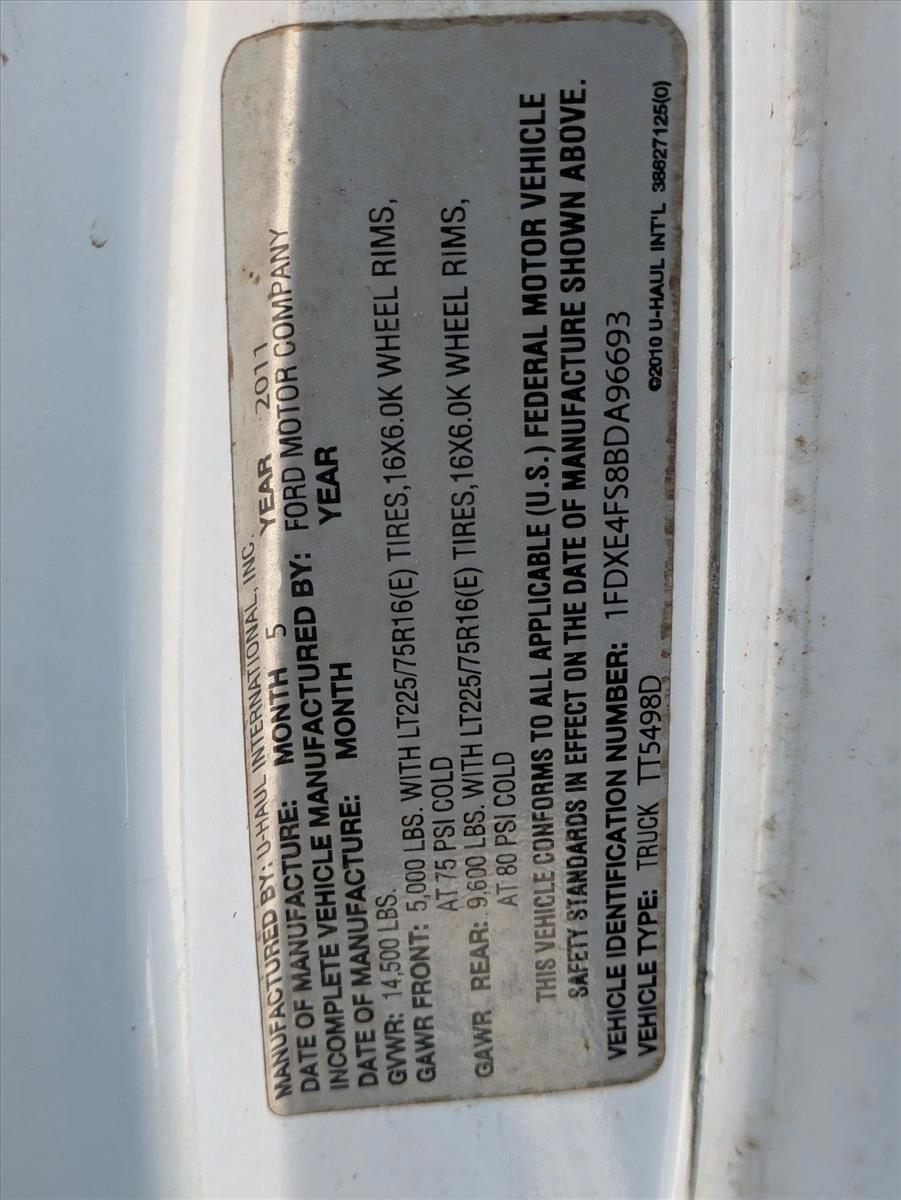 MANUFACTURED BY: U-HAUL INTERNATIONAL, INC.
DATE OF MANUFACTURE: MONTH 5 YEAR 2011
INCOMPLETE VEHICLE MANUFACTURED BY: FORD MOTOR COMPANY
DATE OF MANUFACTURE: MONTH YEAR
GVWR: 14,500 LBS.
GAWR FRONT: 5,000 LBS. WITH LT225/75R16(E) TIRES,16X6.0K WHEEL RIMS,
AT 75 PSI COLD
GAWR REAR: 9,600 LBS. WITH LT225/75R16(E) TIRES,16X6.0K WHEEL RIMS,
AT 80 PSI COLD
THIS VEHICLE CONFORMS TO ALL APPLICABLE (U.S.) FEDERAL MOTOR VEHICLE
SAFETY STANDARDS IN EFFECT ON THE DATE OF MANUFACTURE SHOWN ABOVE.
VEHICLE IDENTIFICATION NUMBER: 1FDXE4FS8BDA96693
VEHICLE TYPE: TRUCK TT5498D
©2010 U-HAUL INT'L 38627125(0)